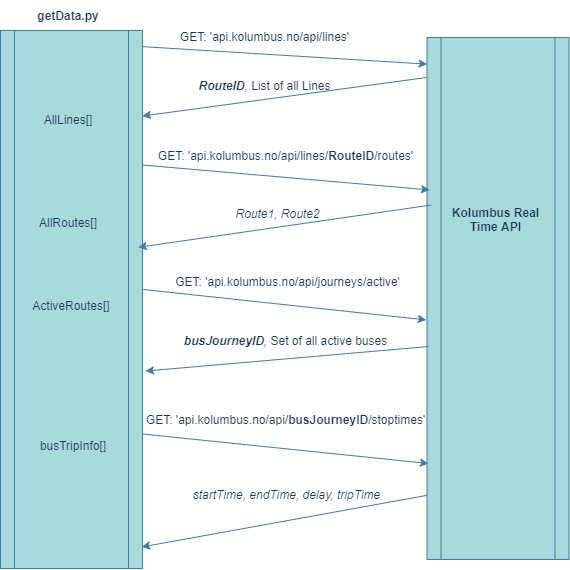 getData.py
GET: 'api.kolumbus.no/api/lines'
RouteID, List of all Lines
AllLines[]
GET: 'api.kolumbus.no/api/lines/RouteID/routes'
Route1, Route2
AllRoutes[]
Kolumbus Real
Time API
GET: 'api.kolumbus.no/api/journeys/active'
ActiveRoutes[]
busJourneyID, Set of all active buses
GET: 'api.kolumbus.no/api/busJourneyID/stoptimes'
busTripInfo[]
startTime, endTime, delay, tripTime